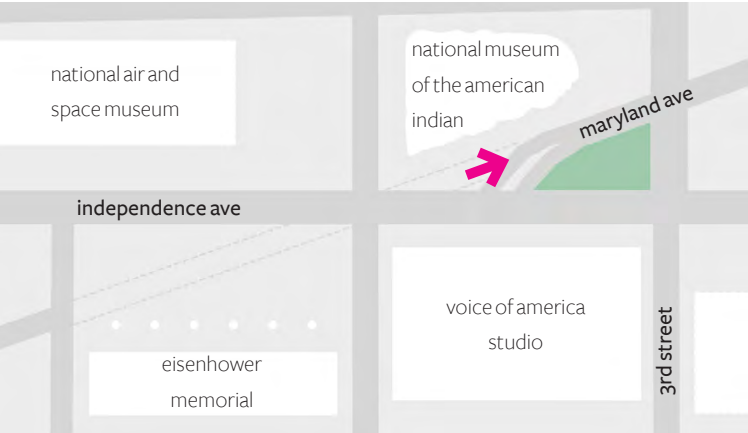 national air and
space museum
national museum
of the american
indian
maryland ave
independence ave
voice of america
studio
3rd street
eisenhower
memorial